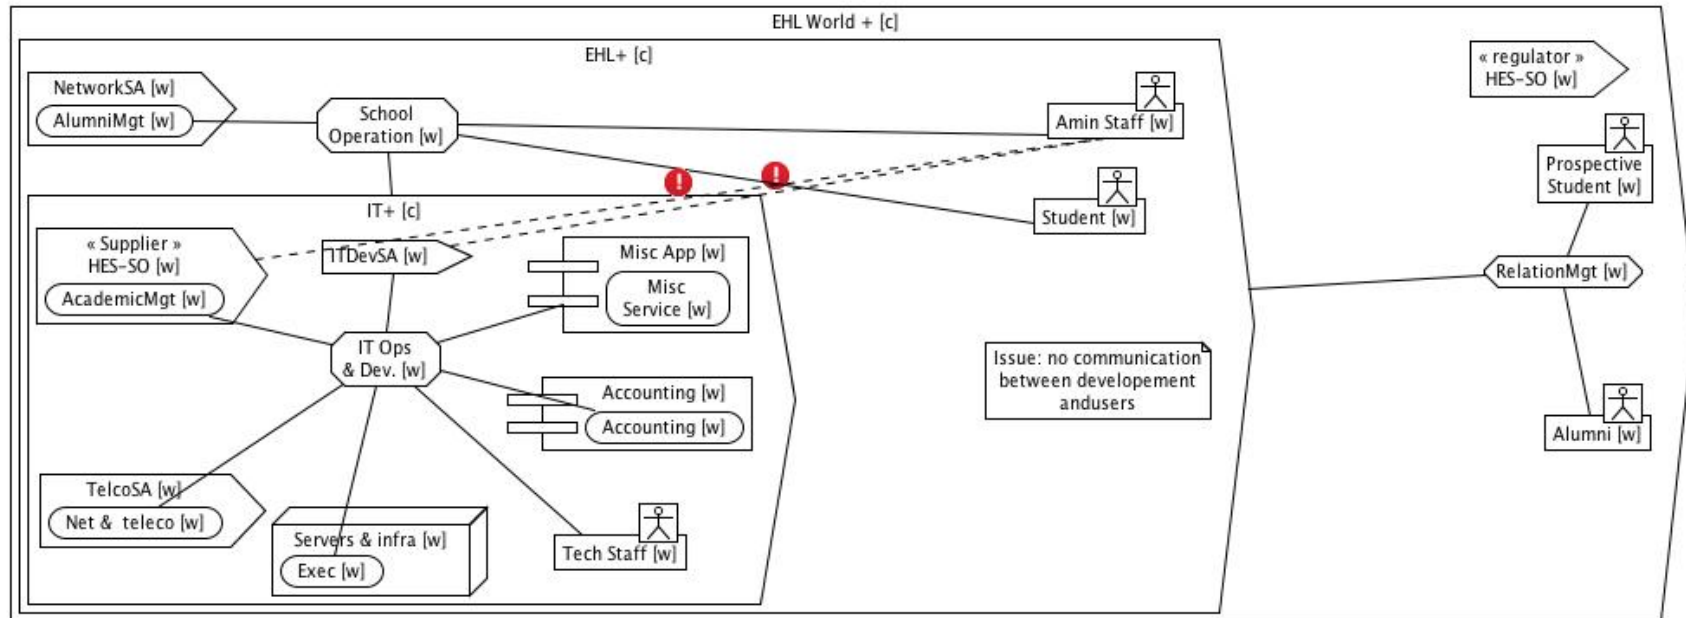 EHL World + [c]
EHL+ [c]
« regulator »
HES-SO [w]
NetworkSA [w]
AlumniMgt [w]
School
Operation [w]
Amin Staff [w]
Prospective
Student [w]
Student [w]
IT+ [c]
« Supplier »
HES-SO [w]
AcademicMgt [w]
ITDevSA [w]
Misc App [w]
Misc
Service [w]
RelationMgt [w]
IT Ops
& Dev. [w]
Issue: no communication
between developement
andusers
Accounting [w]
Accounting [w]
Alumni [w]
TelcoSA [w]
Net & teleco [w]
Servers & infra [w]
Exec [w]
Tech Staff [w]